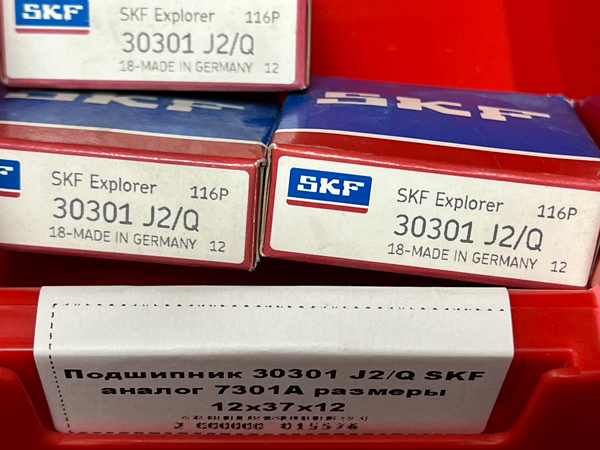 SKF
SKF Explorer 116P
30301 J2/Q
18-MADE IN GERMANY 12
SKF
SKF Explorer 116P
30301 J2/Q
18-MADE IN GERMANY 12
SKF
SKF
SKF Explorer 116P
30301 J2/Q
18-MADE IN GERMANY 12
Подшипник 30301 J2/Q SKF
аналог 7301А размеры
12х37х12